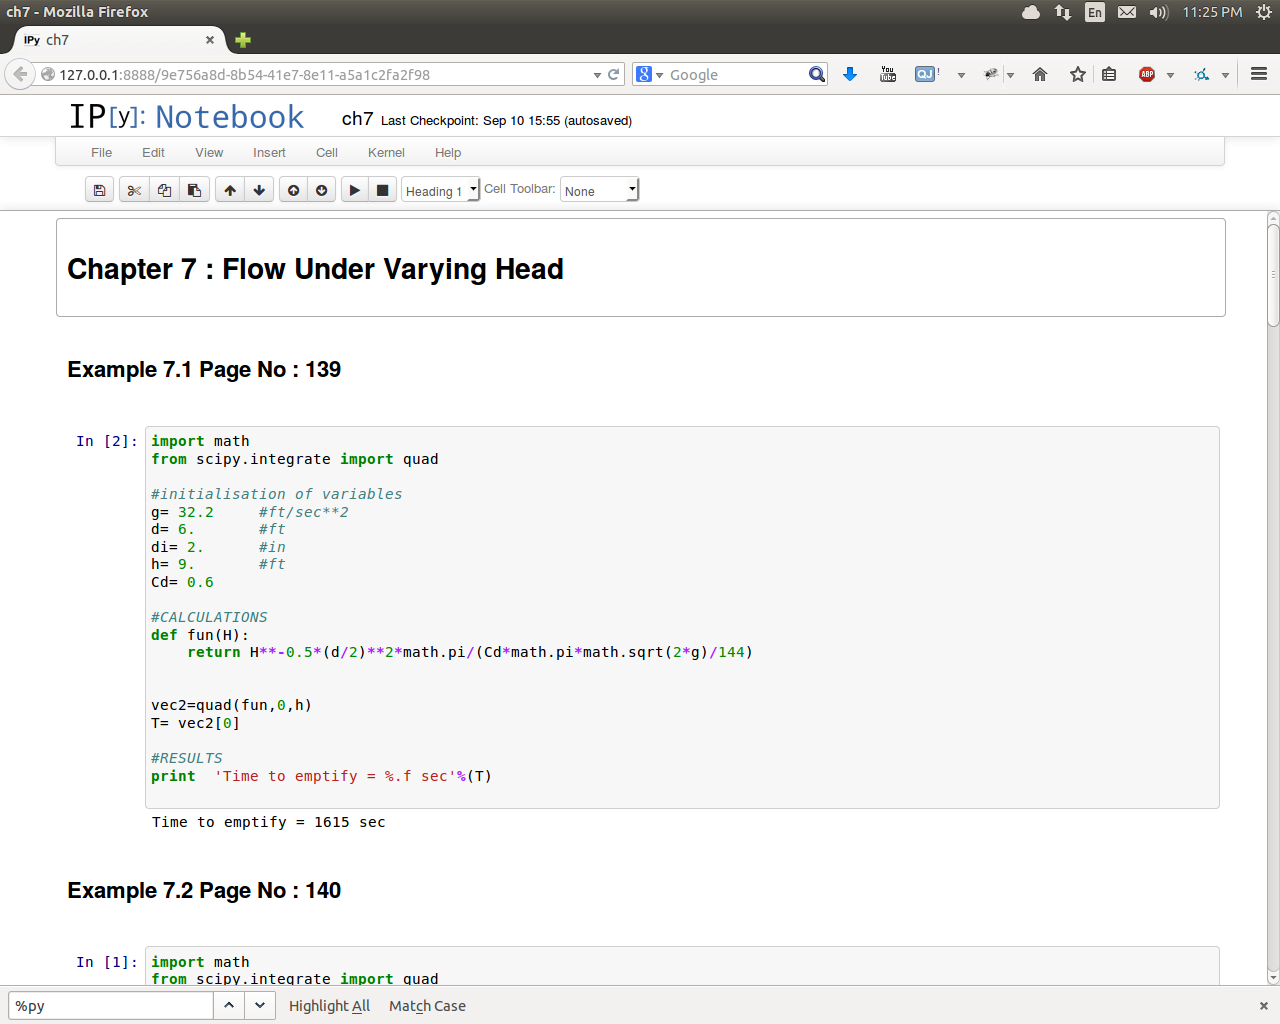 ch7 - Mozilla Firefox
En
11:25 PM
IPy ch7
127.0.0.1:8888/9e756a8d-8b54-41e7-8e11-a5a1c2fa2f98
8 Google
You Tube
QJ !
ABP
IP[y]: Notebook
ch7 Last Checkpoint: Sep 10 15:55 (autosaved)
File Edit View Insert Cell Kernel Help
Heading 1 Cell Toolbar: None
Chapter 7 : Flow Under Varying Head
Example 7.1 Page No : 139
In [2]:
import math
from scipy.integrate import quad
#initialisation of variables
g= 32.2 #ft/sec**2
d= 6. #ft
di= 2. #in
h= 9. #ft
Cd= 0.6
#CALCULATIONS
def fun(H):
return H**-0.5*(d/2)**2*math.pi/(Cd*math.pi*math.sqrt(2*g)/144)
vec2=quad(fun,0,h)
T= vec2[0]
#RESULTS
print 'Time to emptify = %.f sec'%(T)
Time to emptify = 1615 sec
Example 7.2 Page No : 140
In [1]:
import math
from scipy.integrate import quad
%py
Highlight All Match Case